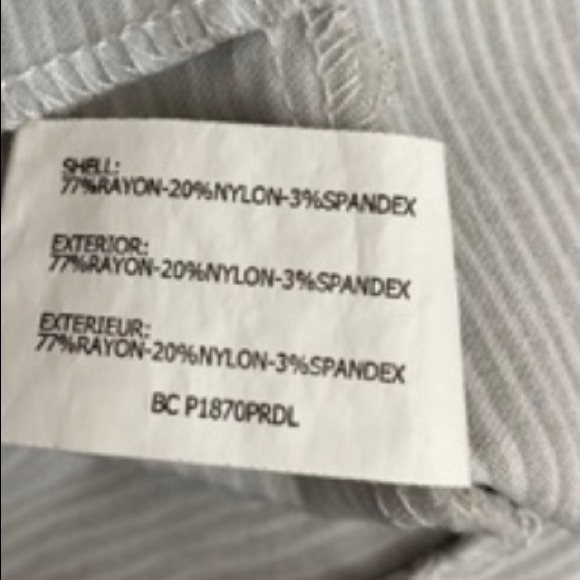 SHELL:
77%RAYON-20%NYLON-3%SPANDEX
EXTERIOR:
77%RAYON-20%NYLON-3%SPANDEX
EXTERIEUR:
77%RAYON-20%NYLON-3%SPANDEX
BC P1870PRDL